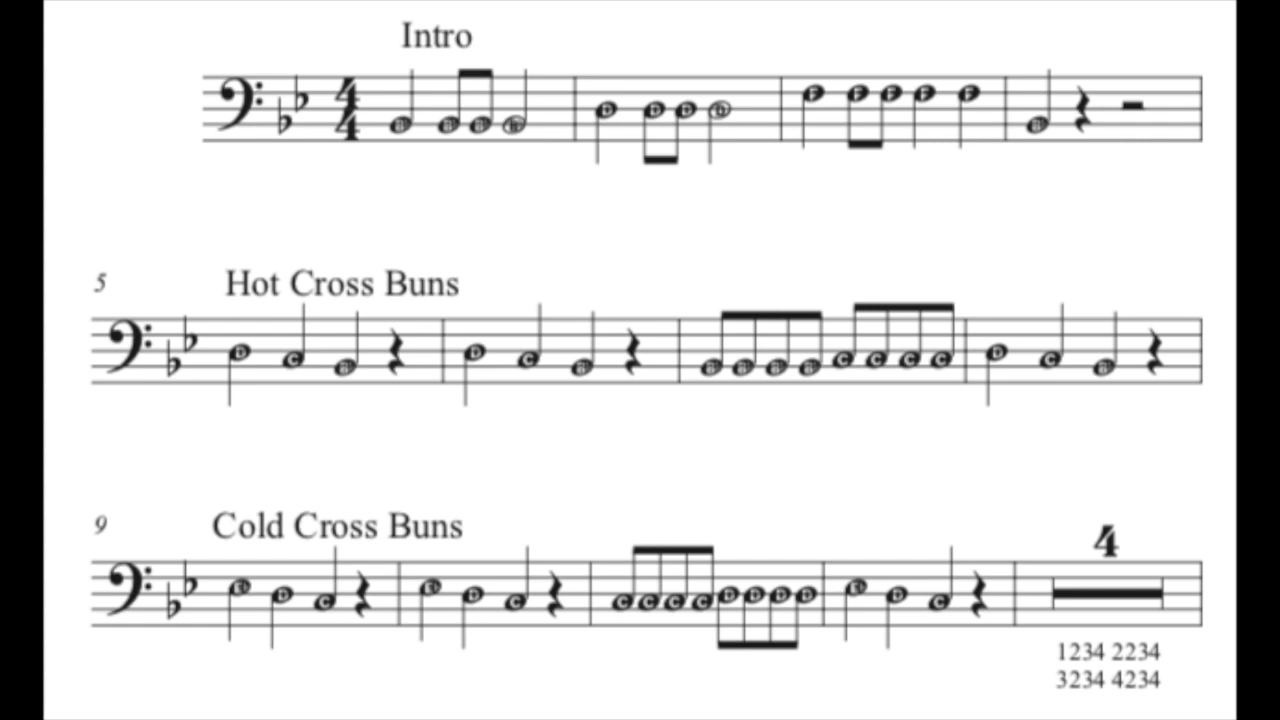 Intro
4
4
B B B B D D D D F F F F F B
5
Hot Cross Buns
D C B D C B B B B B C C C C D C B
9
Cold Cross Buns
4
E D C E D C C C C C D D D D E D C
1234 2234
3234 4234